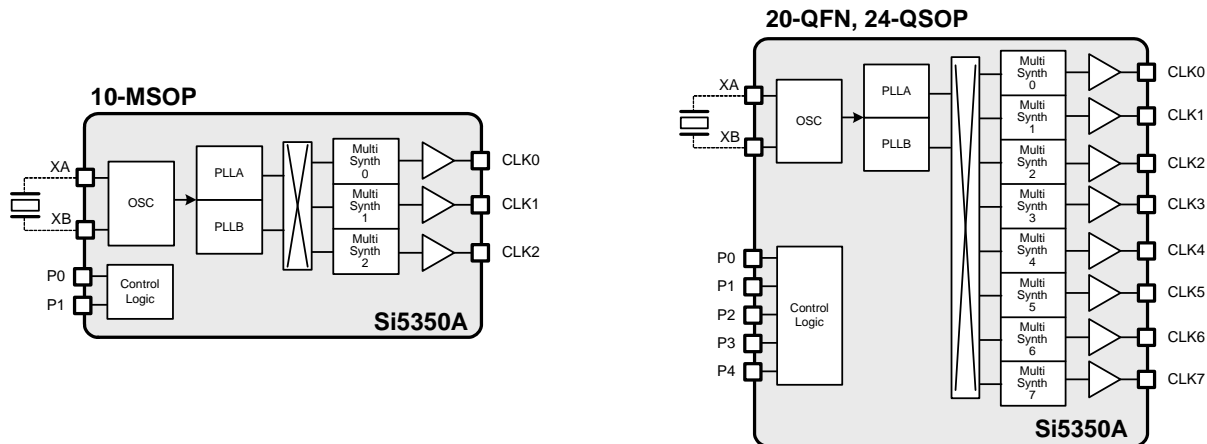 10-MSOP
XA
XB
OSC
PLLA
PLLB
Multi
Synth
0
Multi
Synth
1
Multi
Synth
2
CLK0
CLK1
CLK2
P0
P1
Control
Logic
Si5350A
20-QFN, 24-QSOP
XA
XB
OSC
PLLA
PLLB
Multi
Synth
0
Multi
Synth
1
Multi
Synth
2
Multi
Synth
3
Multi
Synth
4
Multi
Synth
5
Multi
Synth
6
Multi
Synth
7
CLK0
CLK1
CLK2
CLK3
CLK4
CLK5
CLK6
CLK7
P0
P1
P2
P3
P4
Control
Logic
Si5350A